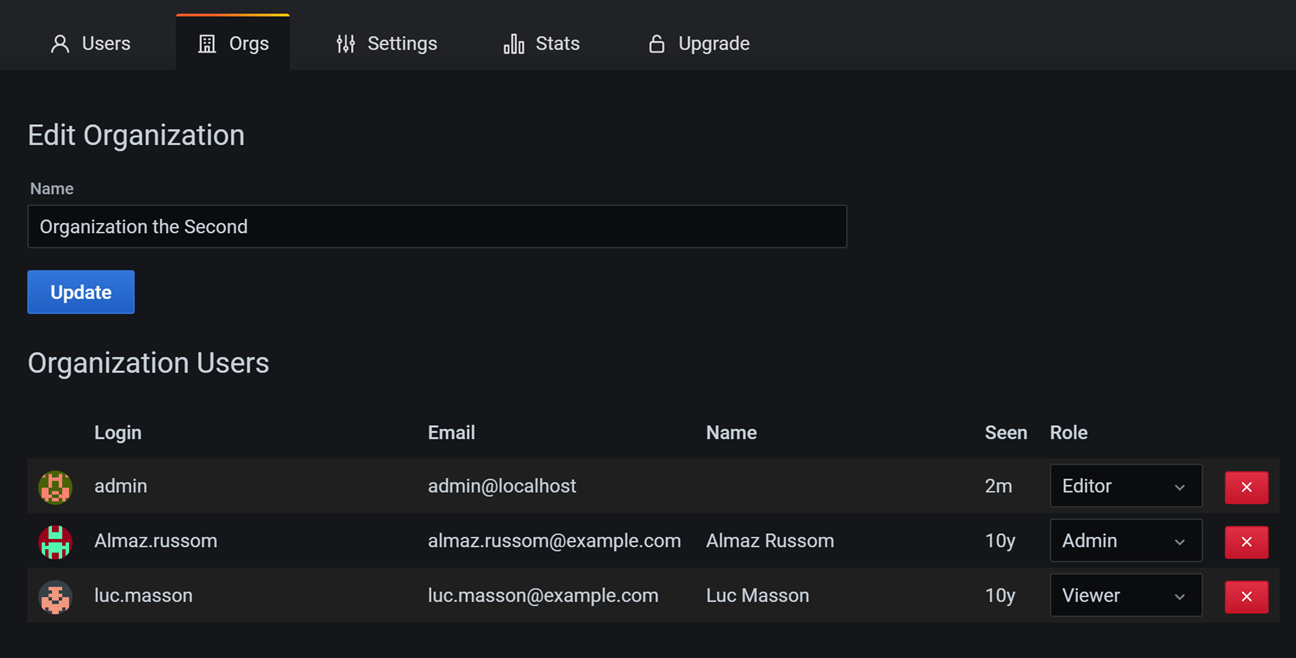 Users Orgs Settings Stats Upgrade
Edit Organization
Name
Organization the Second
Update
Organization Users
Login Email Name Seen Role
admin admin@localhost 2m Editor
Almaz.russom almaz.russom@example.com Almaz Russom 10y Admin
luc.masson luc.masson@example.com Luc Masson 10y Viewer